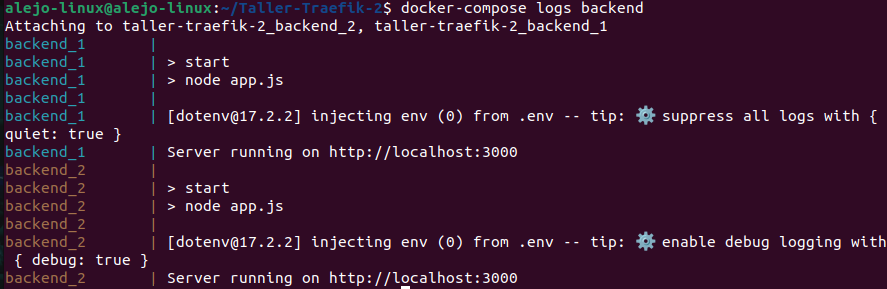 alejo-linux@alejo-linux:~/Taller-Traefik-2$ docker-compose logs backend
Attaching to taller-traefik-2_backend_2, taller-traefik-2_backend_1
backend_1       |
backend_1       | > start
backend_1       | > node app.js
backend_1       |
backend_1       | [dotenv@17.2.2] injecting env (0) from .env -- tip: ⚙️ suppress all logs with {
quiet: true }
backend_1       | Server running on http://localhost:3000
backend_2       |
backend_2       | > start
backend_2       | > node app.js
backend_2       |
backend_2       | [dotenv@17.2.2] injecting env (0) from .env -- tip: ⚙️ enable debug logging with
 { debug: true }
backend_2       | Server running on http://localhost:3000